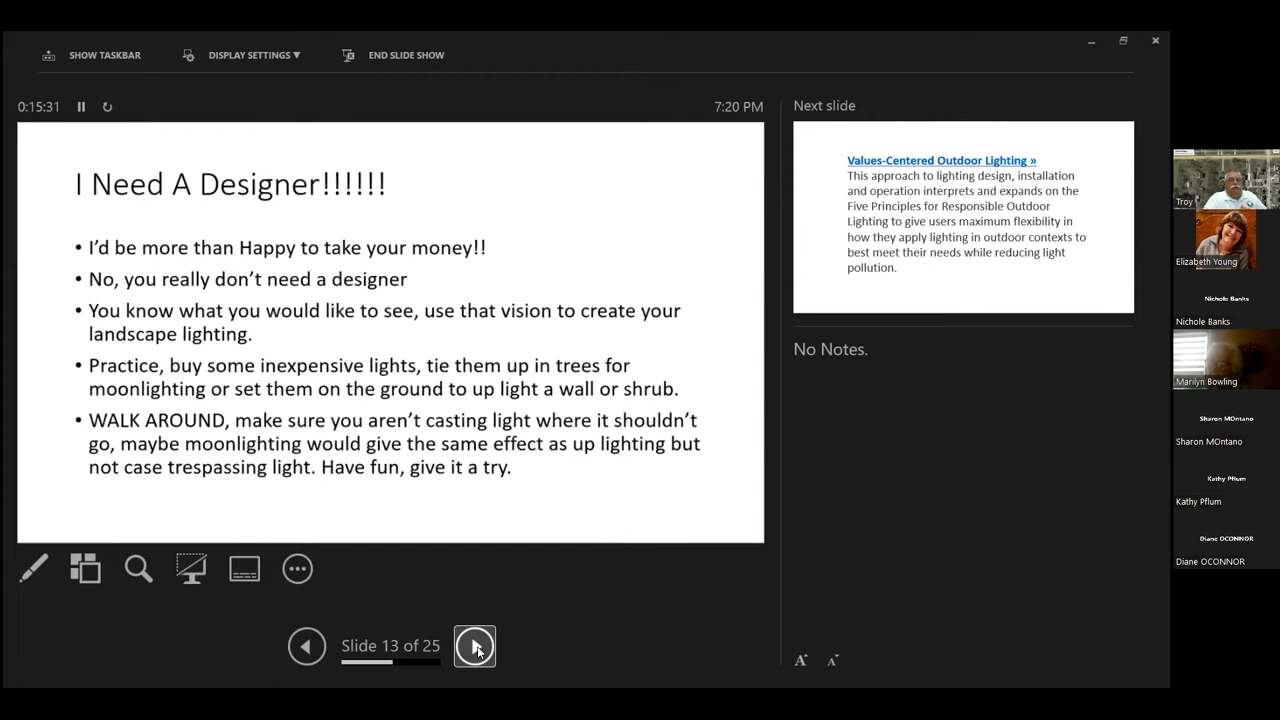 SHOW TASKBAR
DISPLAY SETTINGS ▼
END SLIDE SHOW
0:15:31
7:20 PM
I Need A Designer!!!!!!
• I'd be more than Happy to take your money!!
• No, you really don't need a designer
• You know what you would like to see, use that vision to create your
landscape lighting.
• Practice, buy some inexpensive lights, tie them up in trees for
moonlighting or set them on the ground to up light a wall or shrub.
• WALK AROUND, make sure you aren't casting light where it shouldn't
go, maybe moonlighting would give the same effect as up lighting but
not case trespassing light. Have fun, give it a try.
Slide 13 of 25
Next slide
Values-Centered Outdoor Lighting »
This approach to lighting design, installation
and operation interprets and expands on the
Five Principles for Responsible Outdoor
Lighting to give users maximum flexibility in
how they apply lighting in outdoor contexts to
best meet their needs while reducing light
pollution.
No Notes.
A A
Troy
Elizabeth Young
Nichole Banks
Nichole Banks
Marilyn Bowling
Sharon MOntano
Sharon MOntano
Kathy Pflum
Kathy Pflum
Diane OCONNOR
Diane OCONNOR